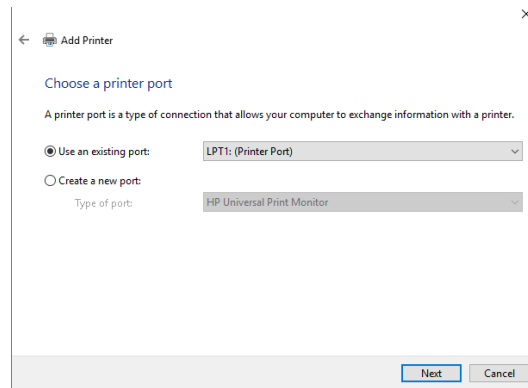 Add Printer
Choose a printer port
A printer port is a type of connection that allows your computer to exchange information with a printer.
Use an existing port: LPT1: (Printer Port)
Create a new port:
Type of port: HP Universal Print Monitor
Next Cancel